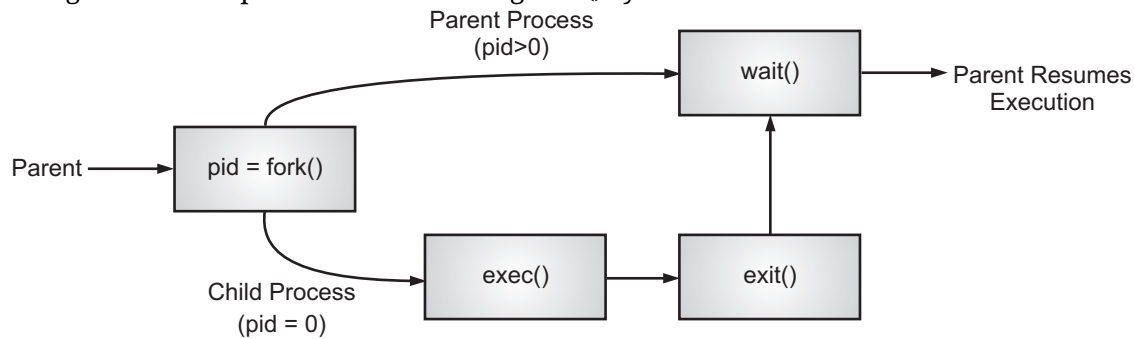 Parent Process
(pid>0)
wait()
Parent Resumes
Execution
Parent
pid = fork()
exec()
exit()
Child Process
(pid = 0)